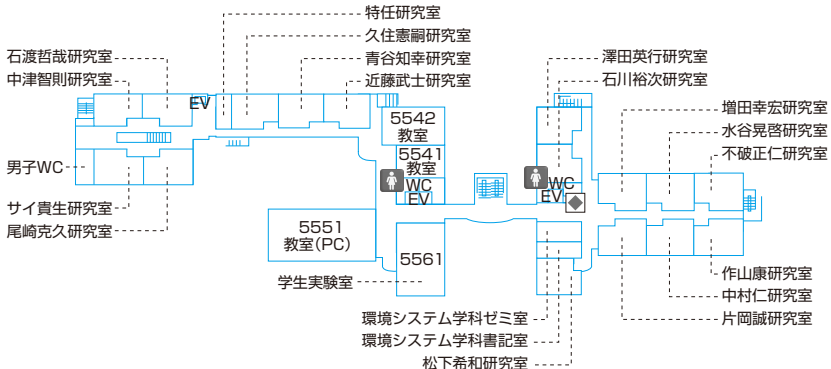 特任研究室
久住憲嗣研究室
青谷知幸研究室
近藤武士研究室
石渡哲哉研究室
中津智則研究室
EV
男子WC
サイ貴生研究室
尾崎克久研究室
5542
教室
5541
教室
WC
EV
5551
教室(PC)
5561
学生実験室
澤田英行研究室
石川裕次研究室
増田幸宏研究室
水谷晃啓研究室
不破正仁研究室
WC
EV
作山康研究室
中村仁研究室
片岡誠研究室
環境システム学科ゼミ室
環境システム学科書記室
松下希和研究室